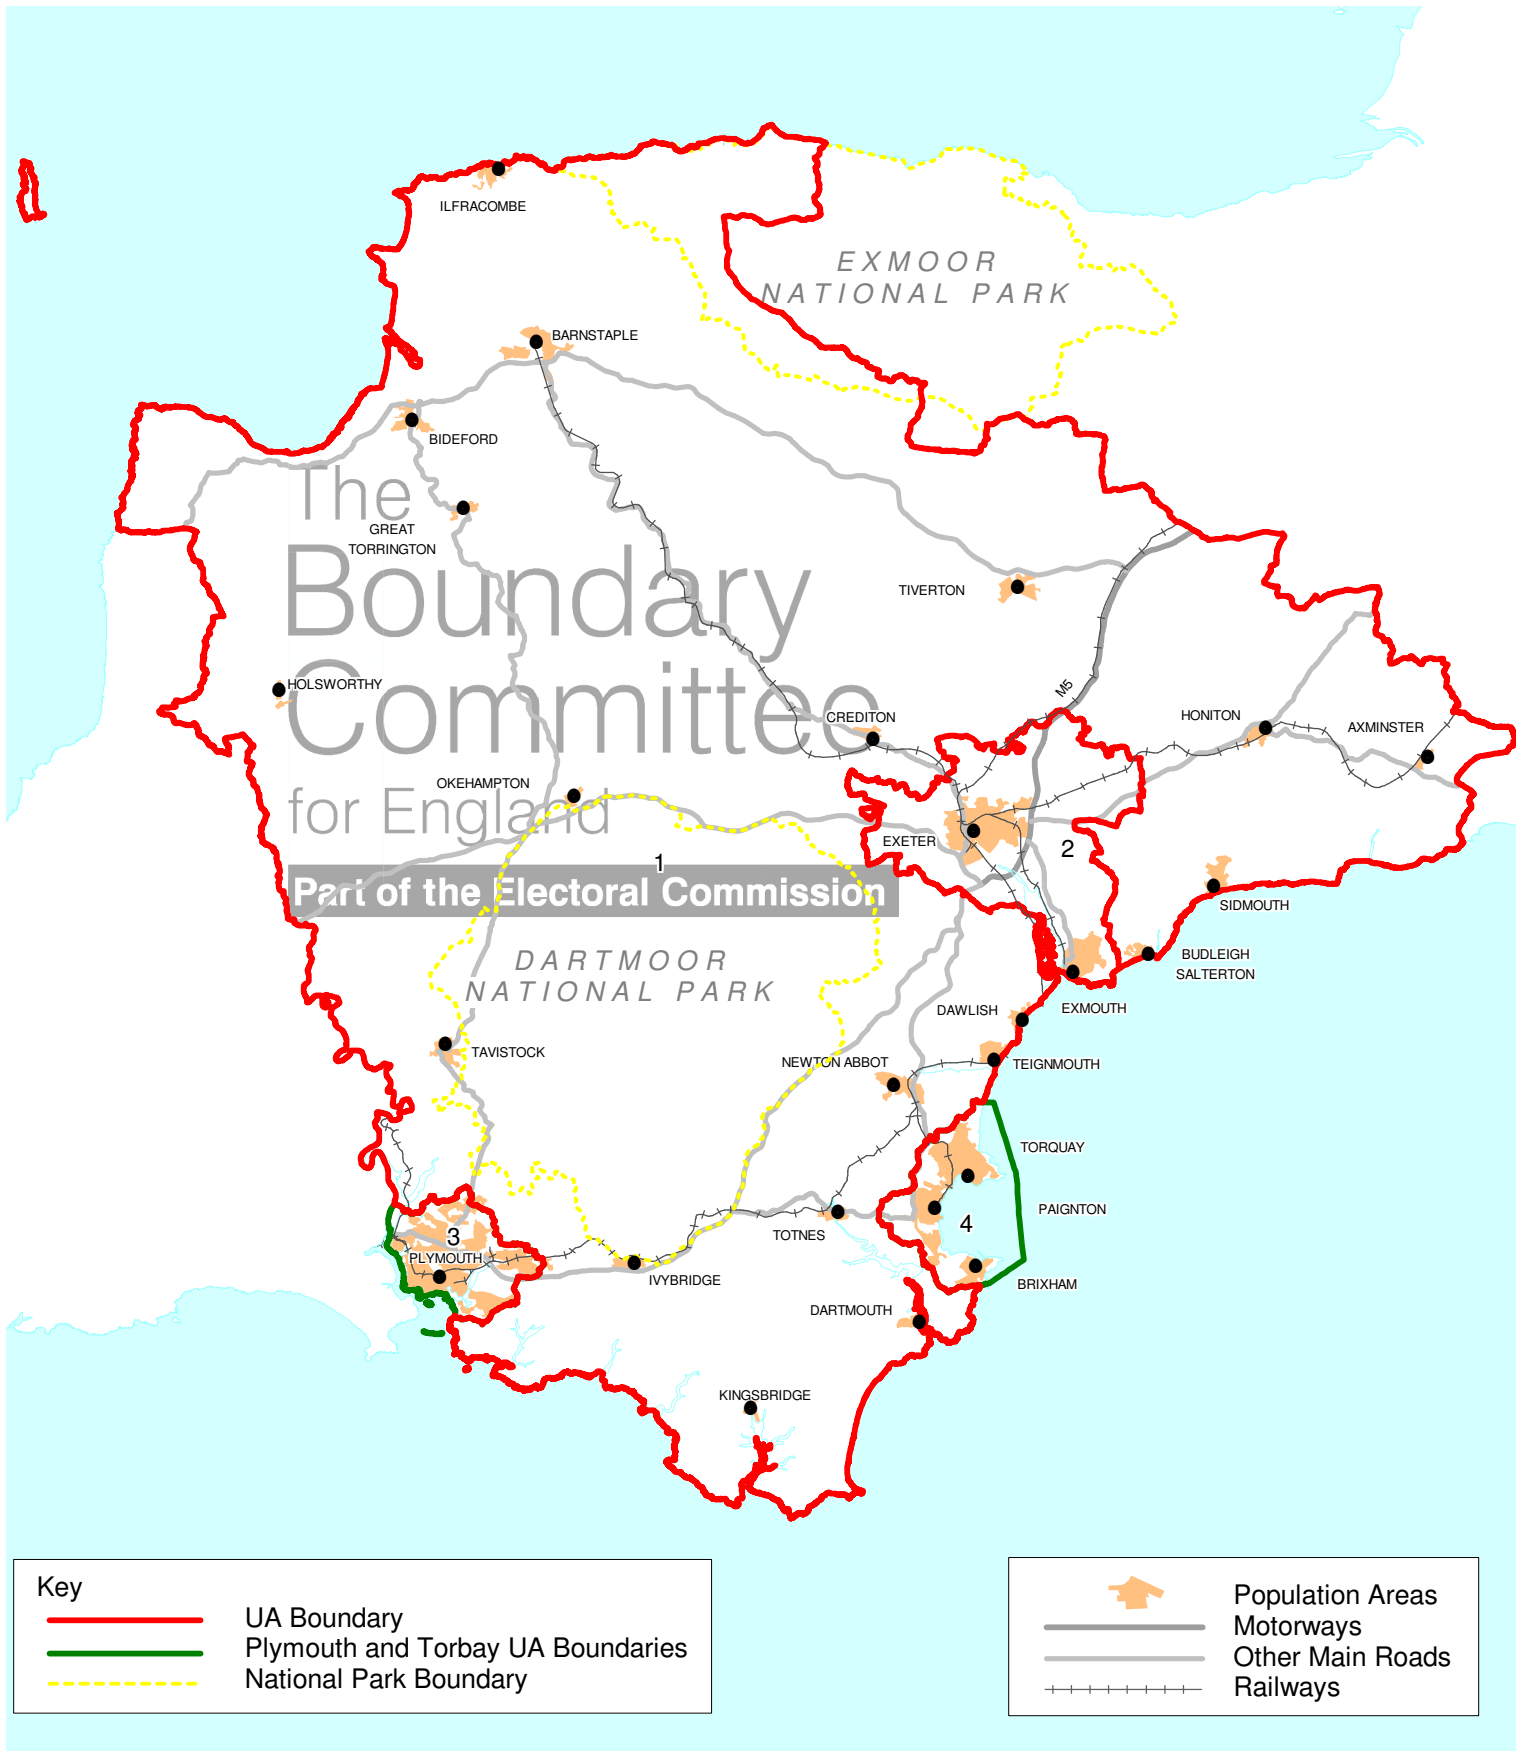 ILFRACOMBE
EXMOOR
NATIONAL PARK
BARNSTAPLE
BIDEFORD
The
GREAT
TORRINGTON
Boundary
TIVERTON
Committee
HOLSWORTHY
M5
CREDITON
HONITON
AXMINSTER
OKEHAMPTON
for England
EXETER
2
1
Part of the Electoral Commission
SIDMOUTH
DARTMOOR
NATIONAL PARK
BUDLEIGH
SALTERTON
DAWLISH
EXMOUTH
TAVISTOCK
NEWTON ABBOT
TEIGNMOUTH
TORQUAY
PAIGNTON
4
3
TOTNES
PLYMOUTH
IVYBRIDGE
BRIXHAM
DARTMOUTH
KINGSBRIDGE
Key
UA Boundary
Plymouth and Torbay UA Boundaries
National Park Boundary
Population Areas
Motorways
Other Main Roads
Railways